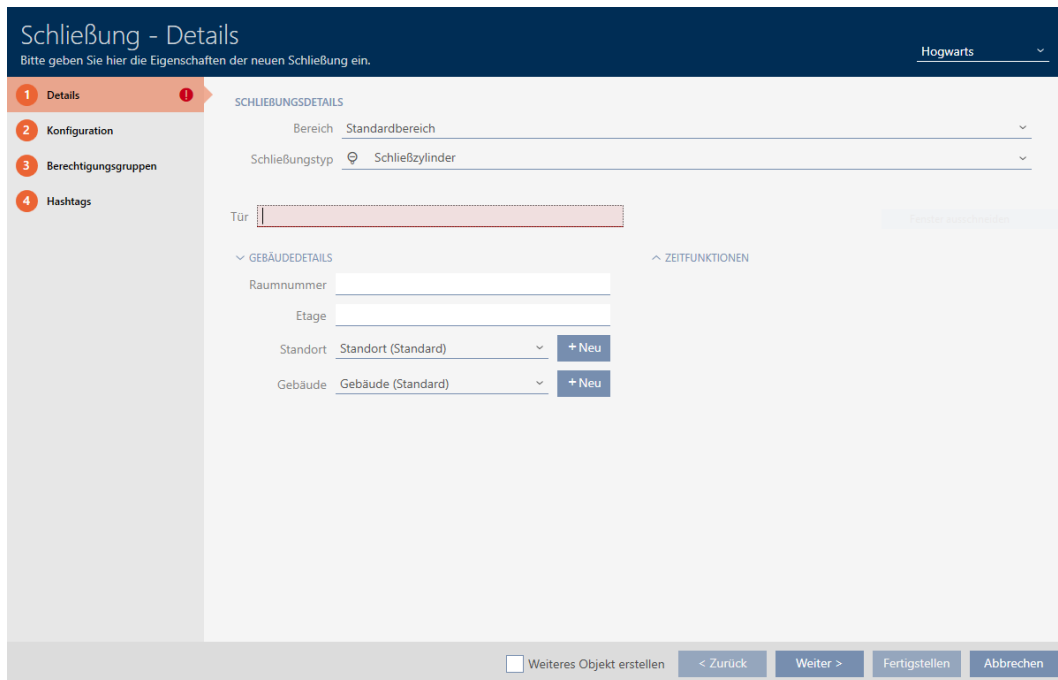 Schließung - Details
Bitte geben Sie hier die Eigenschaften der neuen Schließung ein.
Hogwarts
1 Details
2 Konfiguration
3 Berechtigungsgruppen
4 Hashtags
SCHLIEßUNGSDETAILS
Bereich Standardbereich
Schließungstyp Schließzylinder
Tür
GEBÄUDEDETAILS
ZEITFUNKTIONEN
Raumnummer
Etage
Standort Standort (Standard) + Neu
Gebäude Gebäude (Standard) + Neu
Weiteres Objekt erstellen < Zurück Weiter > Fertigstellen Abbrechen